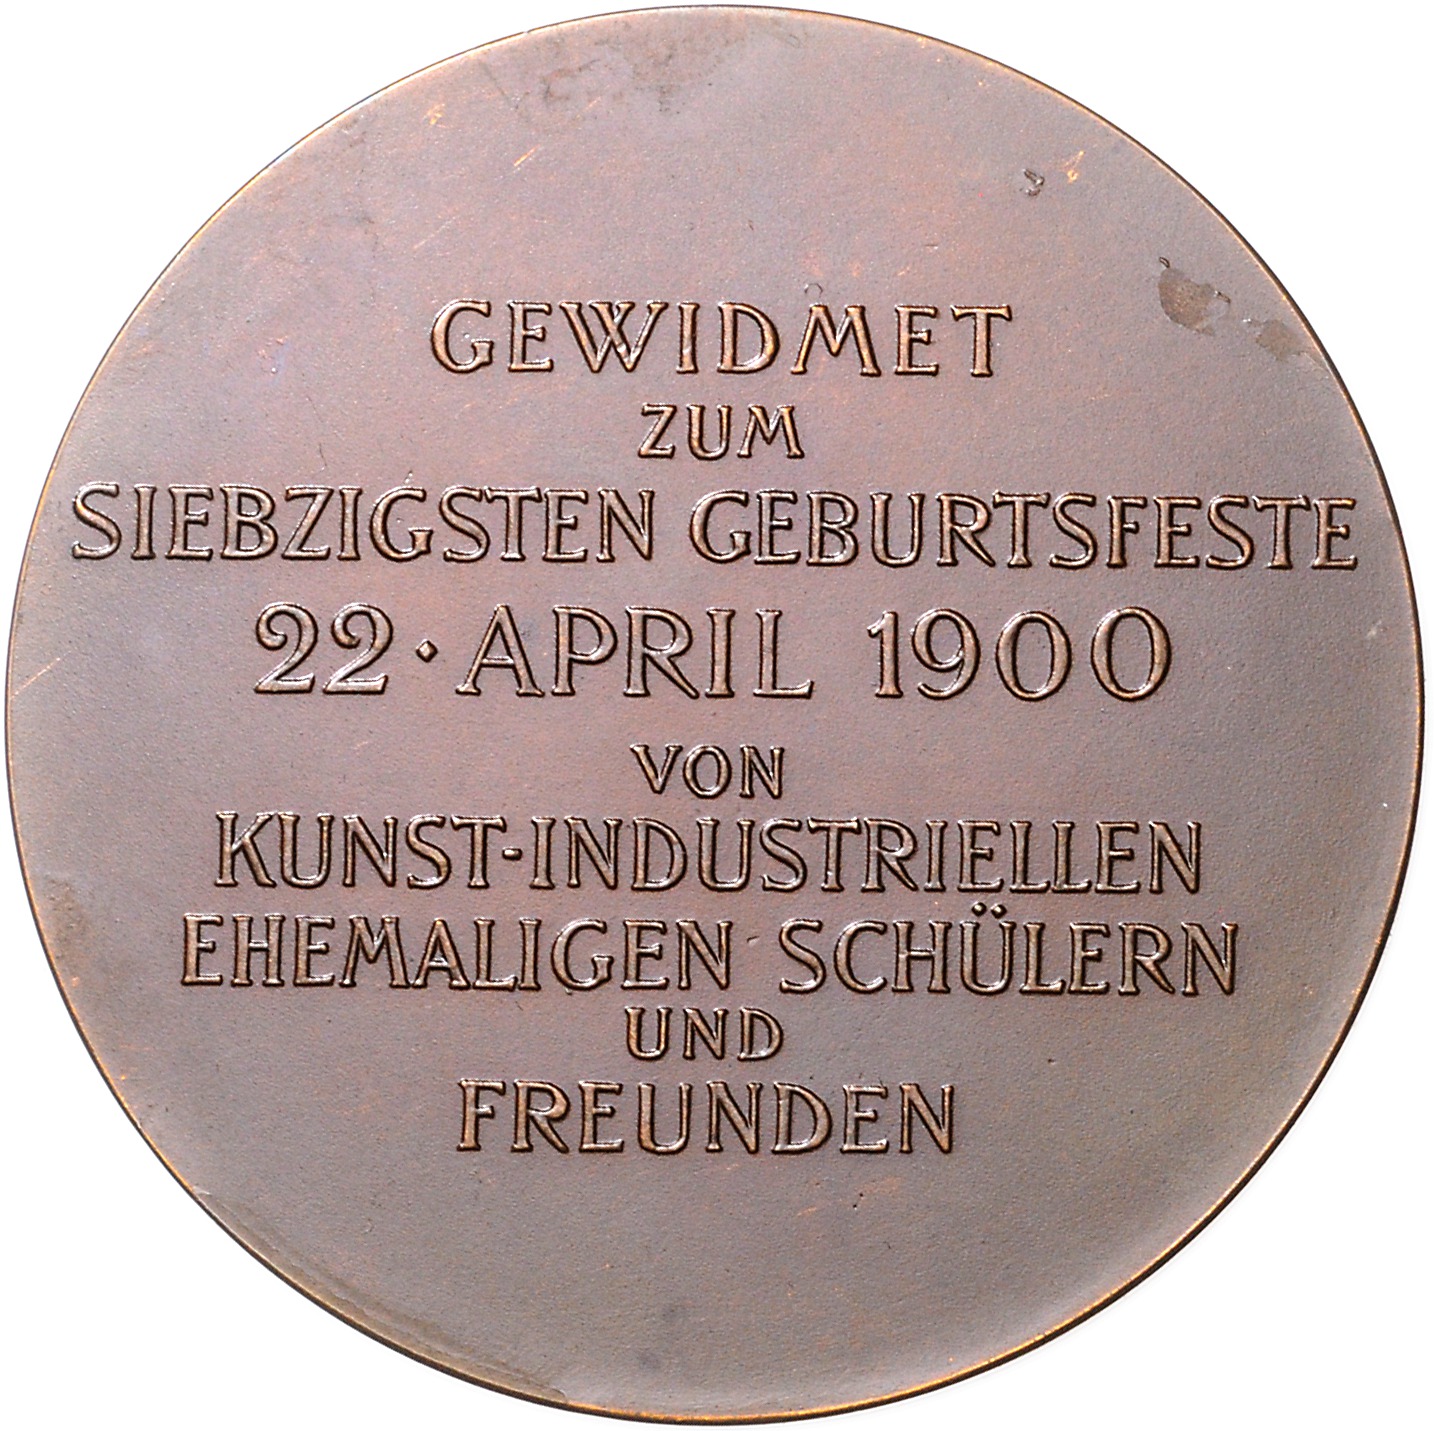 GEWIDMET
ZUM
SIEBZIGSTEN GEBURTSFESTE
22 · APRIL 1900
VON
KUNST-INDUSTRIELLEN
EHEMALIGEN SCHÜLERN
UND
FREUNDEN